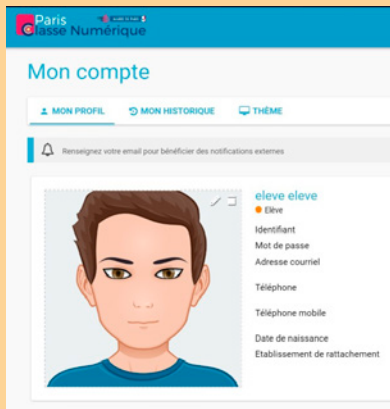 Paris
Classe Numérique
Mon compte
MON PROFIL
MON HISTORIQUE
THÈME
Renseignez votre email pour bénéficier des notifications externes
eleve eleve
Elève
Identifiant
Mot de passe
Adresse courriel
Téléphone
Téléphone mobile
Date de naissance
Etablissement de rattachement